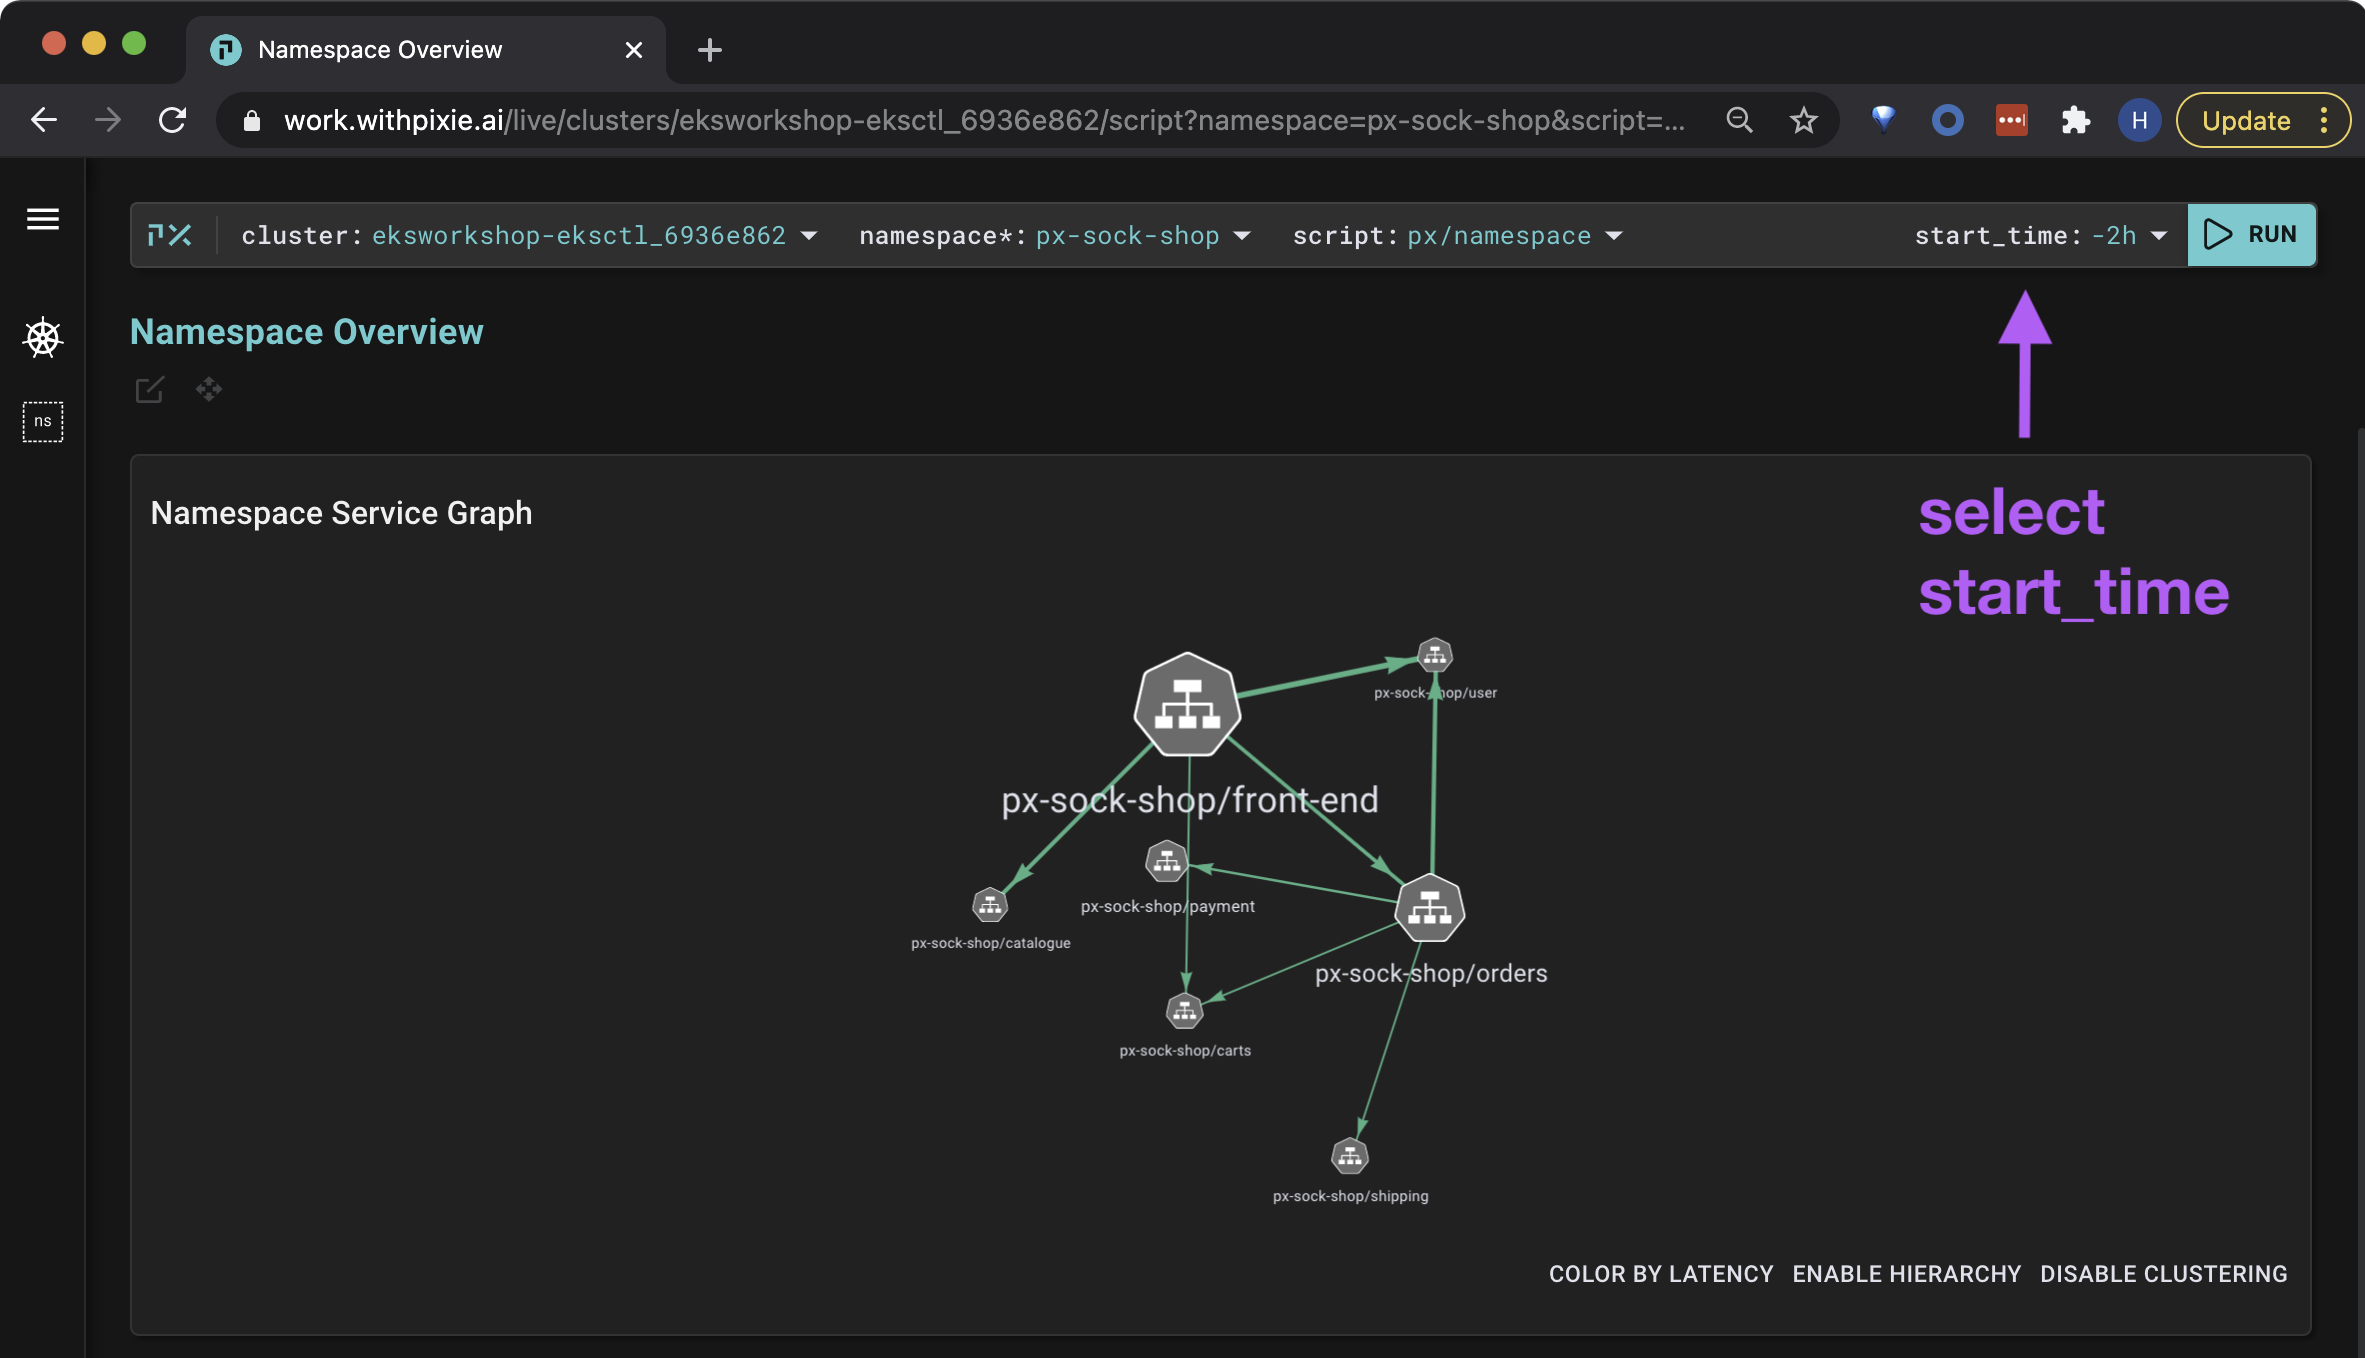 Namespace Overview
work.withpixie.ai/live/clusters/eksworkshop-eksctl_6936e862/script?namespace=px-sock-shop&script=...
H
Update
cluster: eksworkshop-eksctl_6936e862 namespace*: px-sock-shop script: px/namespace start_time: -2h RUN
Namespace Overview
ns
Namespace Service Graph
select
start_time
px-sock-shop/user
px-sock-shop/front-end
px-sock-shop/payment
px-sock-shop/catalogue
px-sock-shop/orders
px-sock-shop/carts
px-sock-shop/shipping
COLOR BY LATENCY ENABLE HIERARCHY DISABLE CLUSTERING